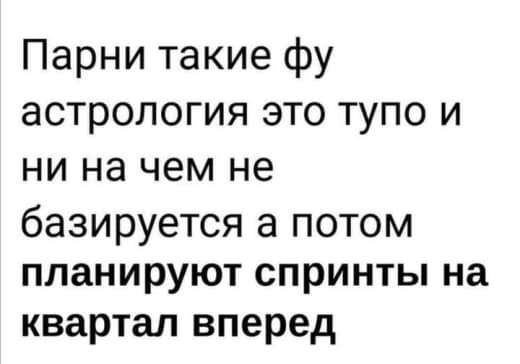 Парни такие фу
астрология это тупо и
ни на чем не
базируется а потом
планируют спринты на
квартал вперед